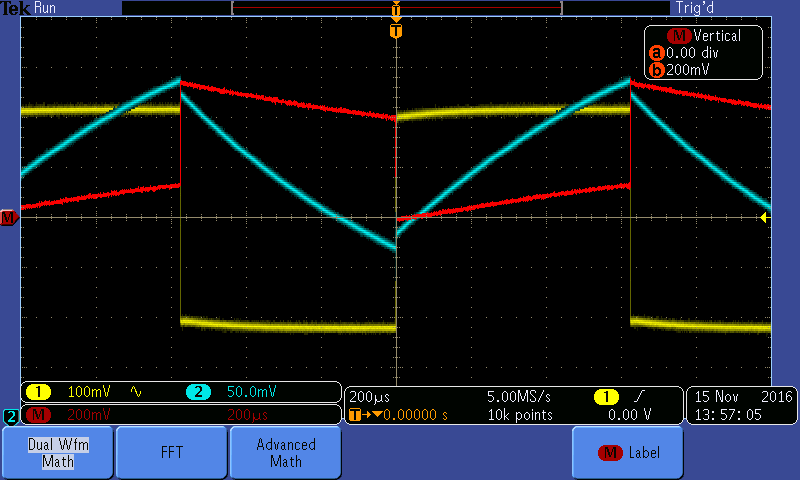 Tek Run Trig'd
T
T
M Vertical
a 0.00 div
b 200mV
M
1 100mV ∿ 2 50.0mV
M 200mV 200µs
2
200µs 5.00MS/s 1
T→▼0.00000 s 10k points 0.00 V
15 Nov 2016
13:57:05
Dual Wfm
Math
FFT
Advanced
Math
M Label